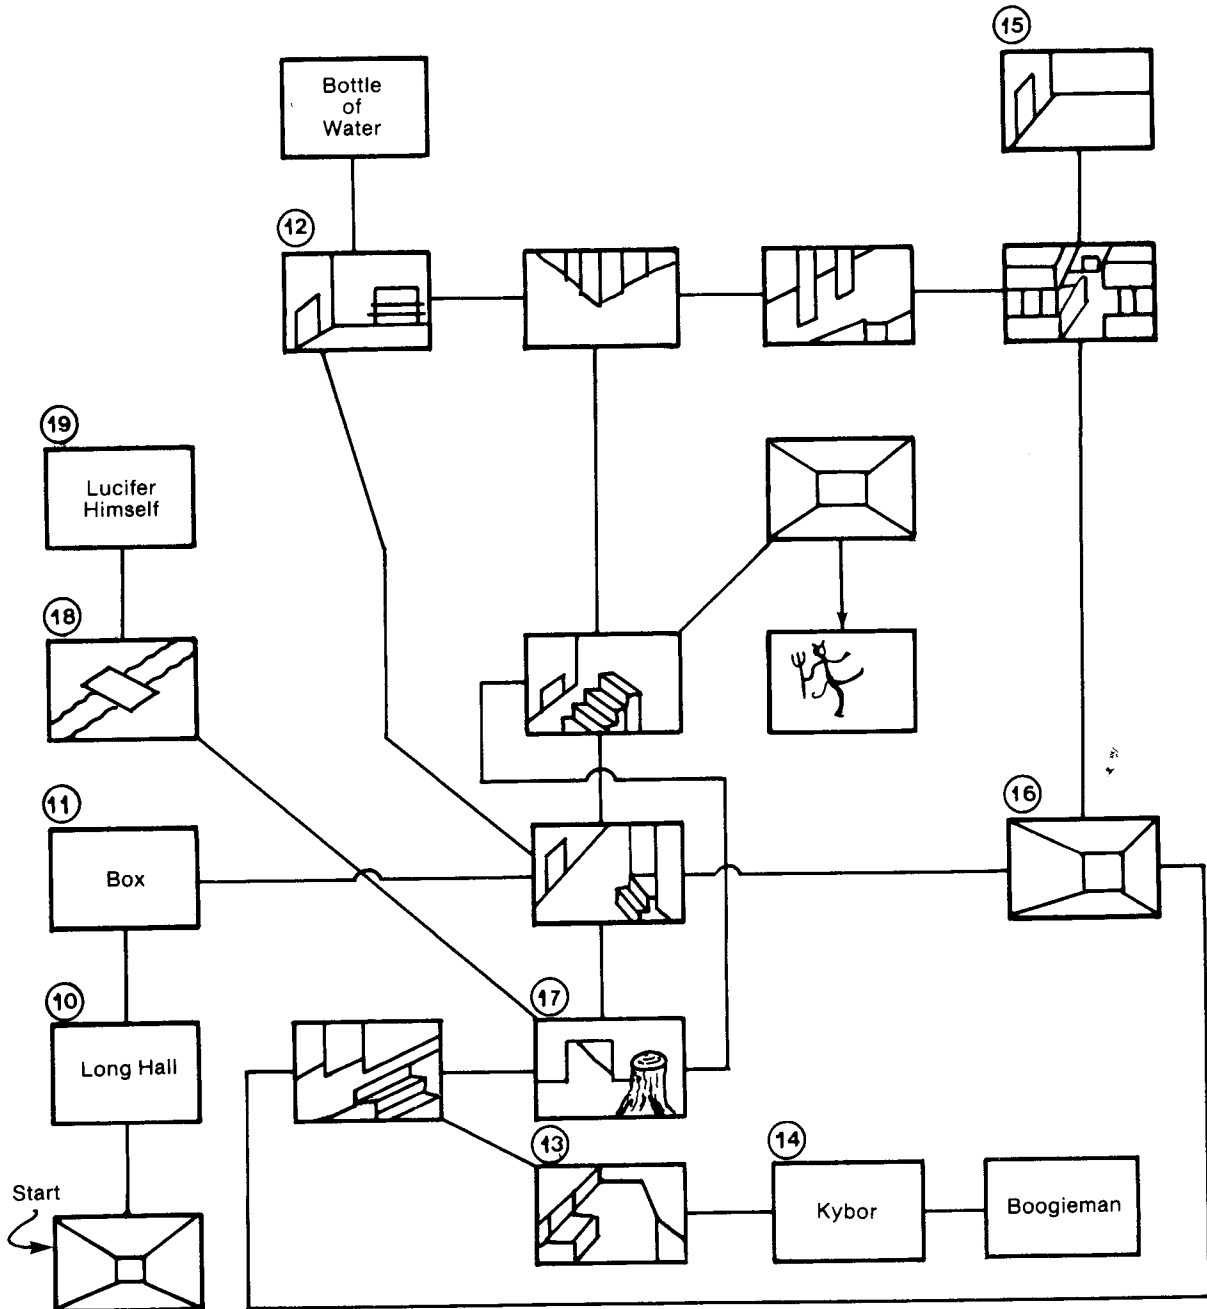 15
Bottle
of
Water
12
19
Lucifer
Himself
18
11
16
Box
10
17
Long Hall
13
14
Start
Kybor
Boogieman